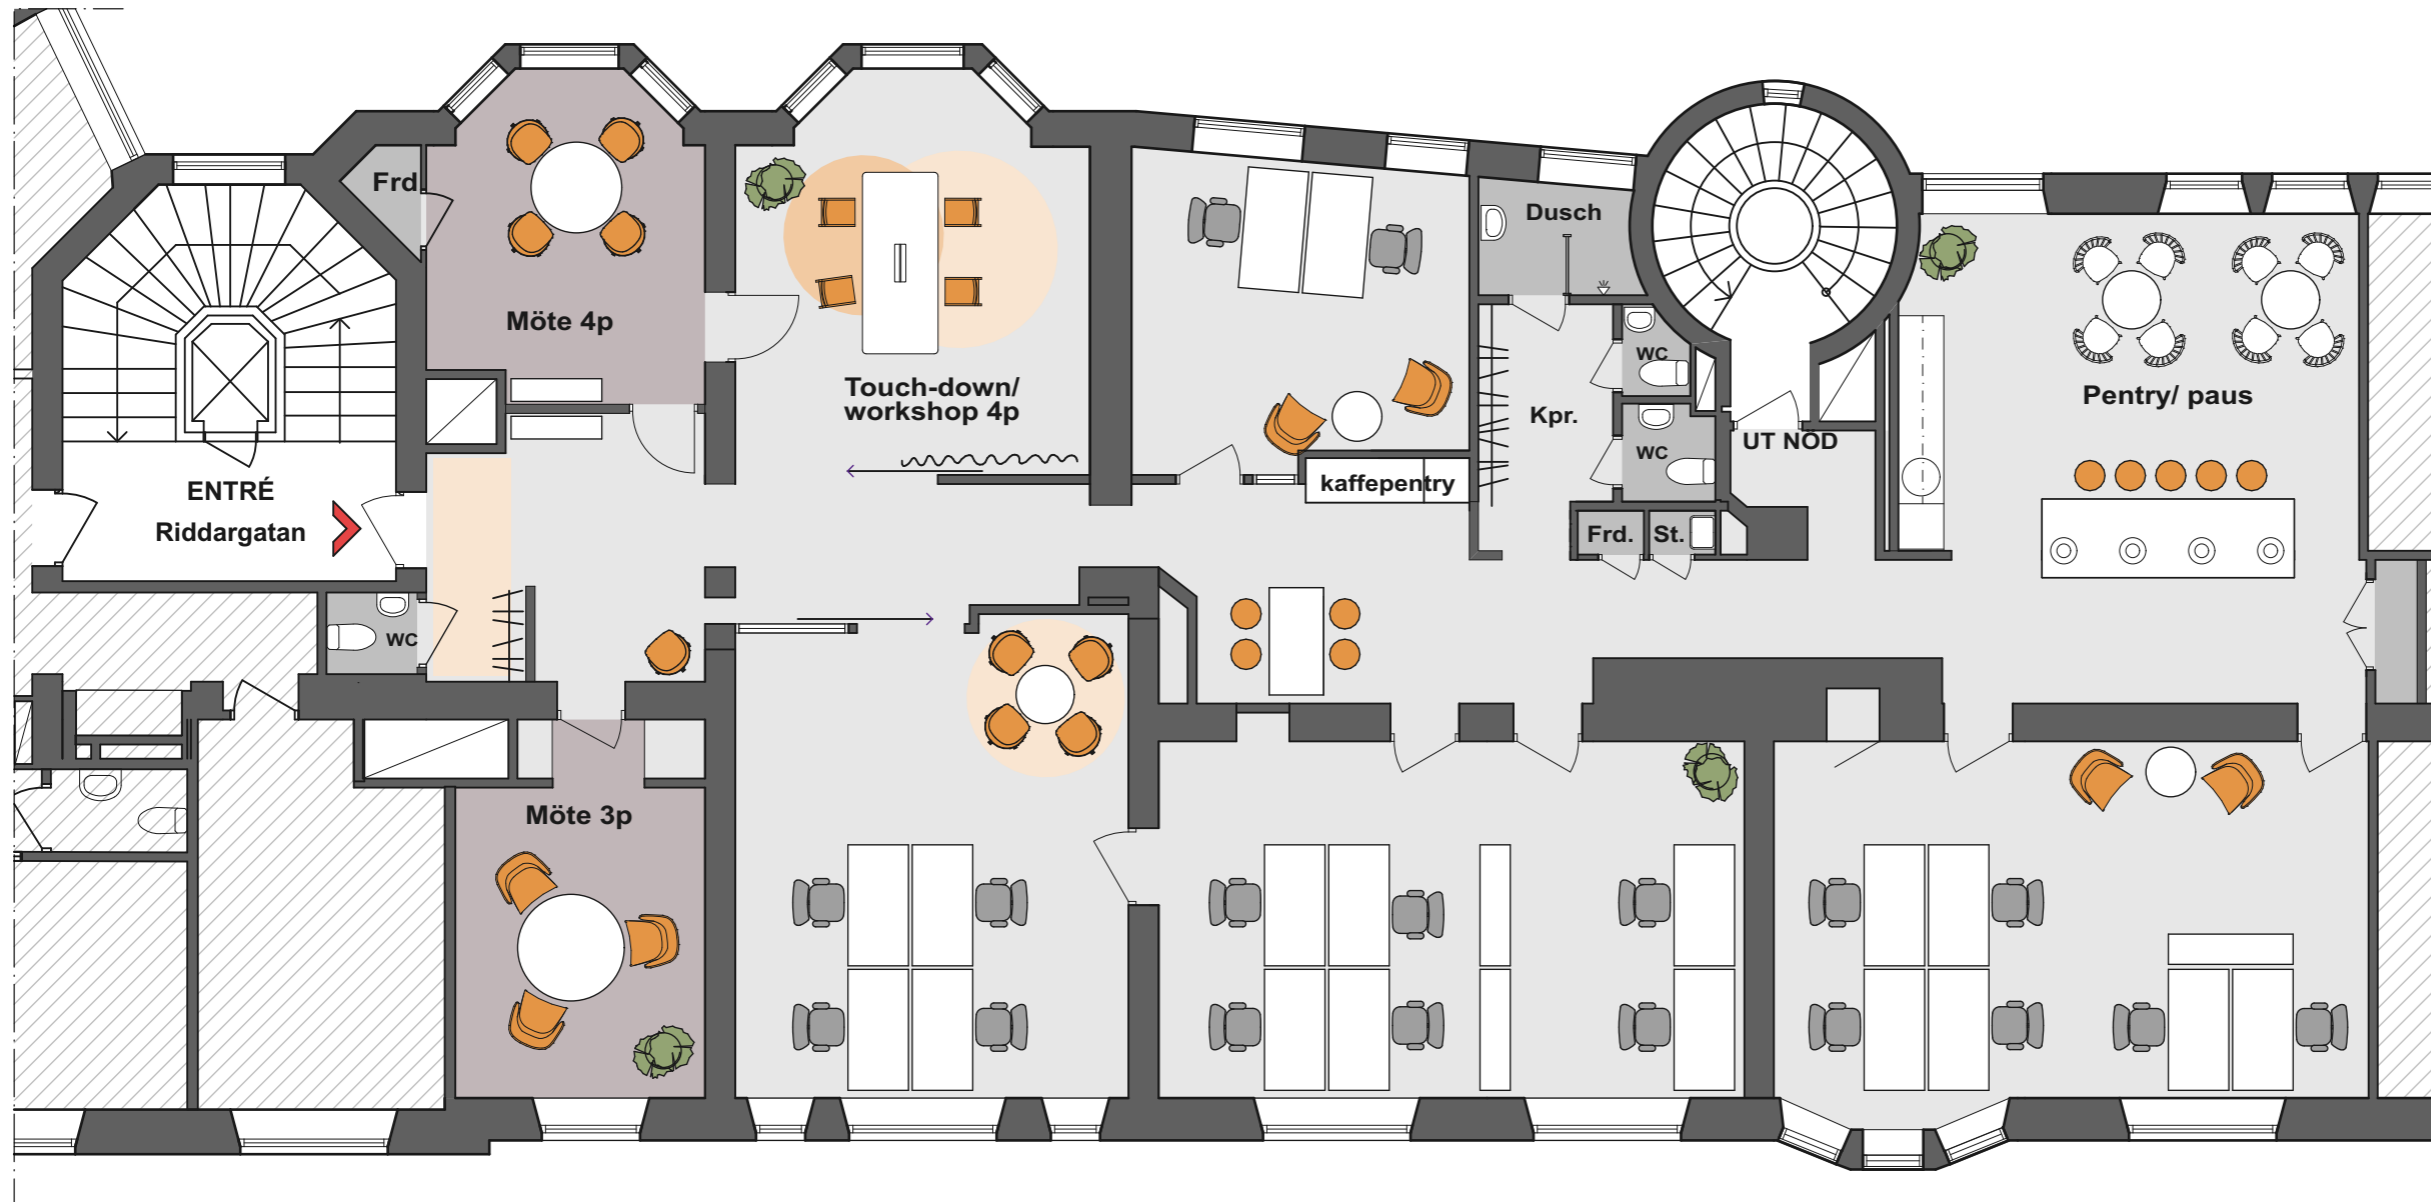 Frd
Möte 4p
Touch-down/
workshop 4p
Dusch
WC
Kpr.
WC
UT NÖD
Pentry/ paus
kaffepentry
ENTRÉ
Riddargatan
Frd.
St.
WC
Möte 3p